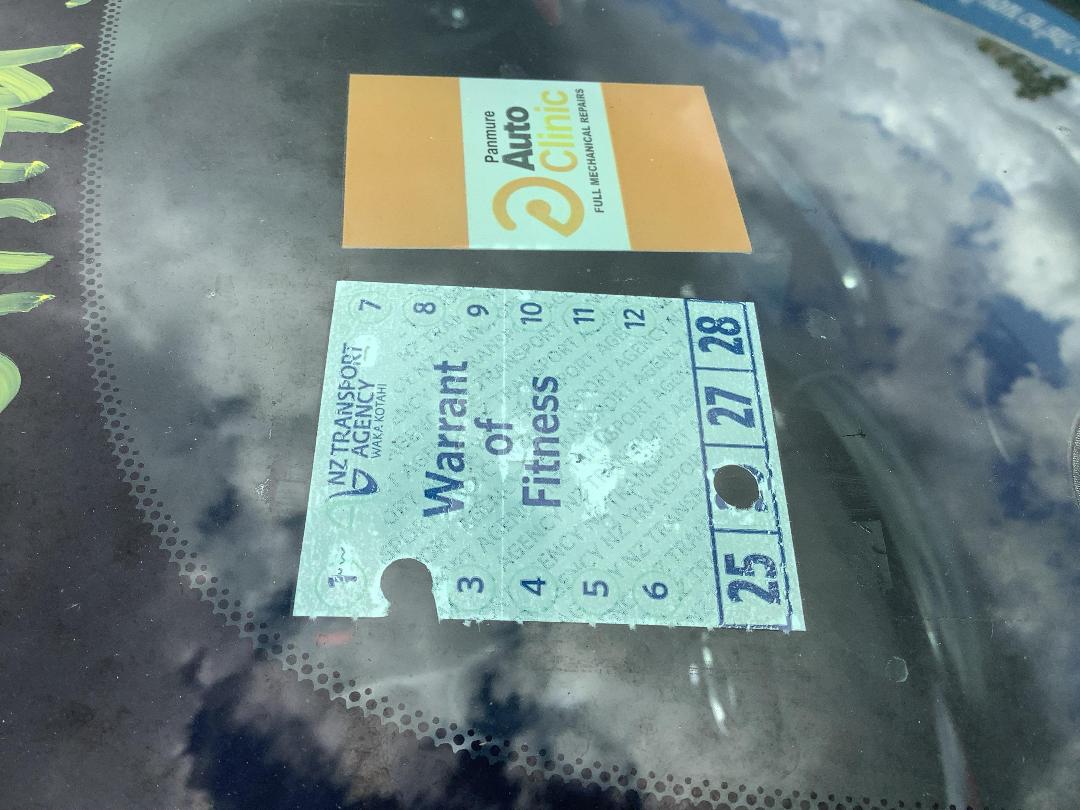 Panmure
Auto
Clinic
FULL MECHANICAL REPAIRS
NZ TRANSPORT
AGENCY
WAKA KOTAHI
Warrant
of
Fitness
1
3
4
5
6
7
8
9
10
11
12
25
27
28